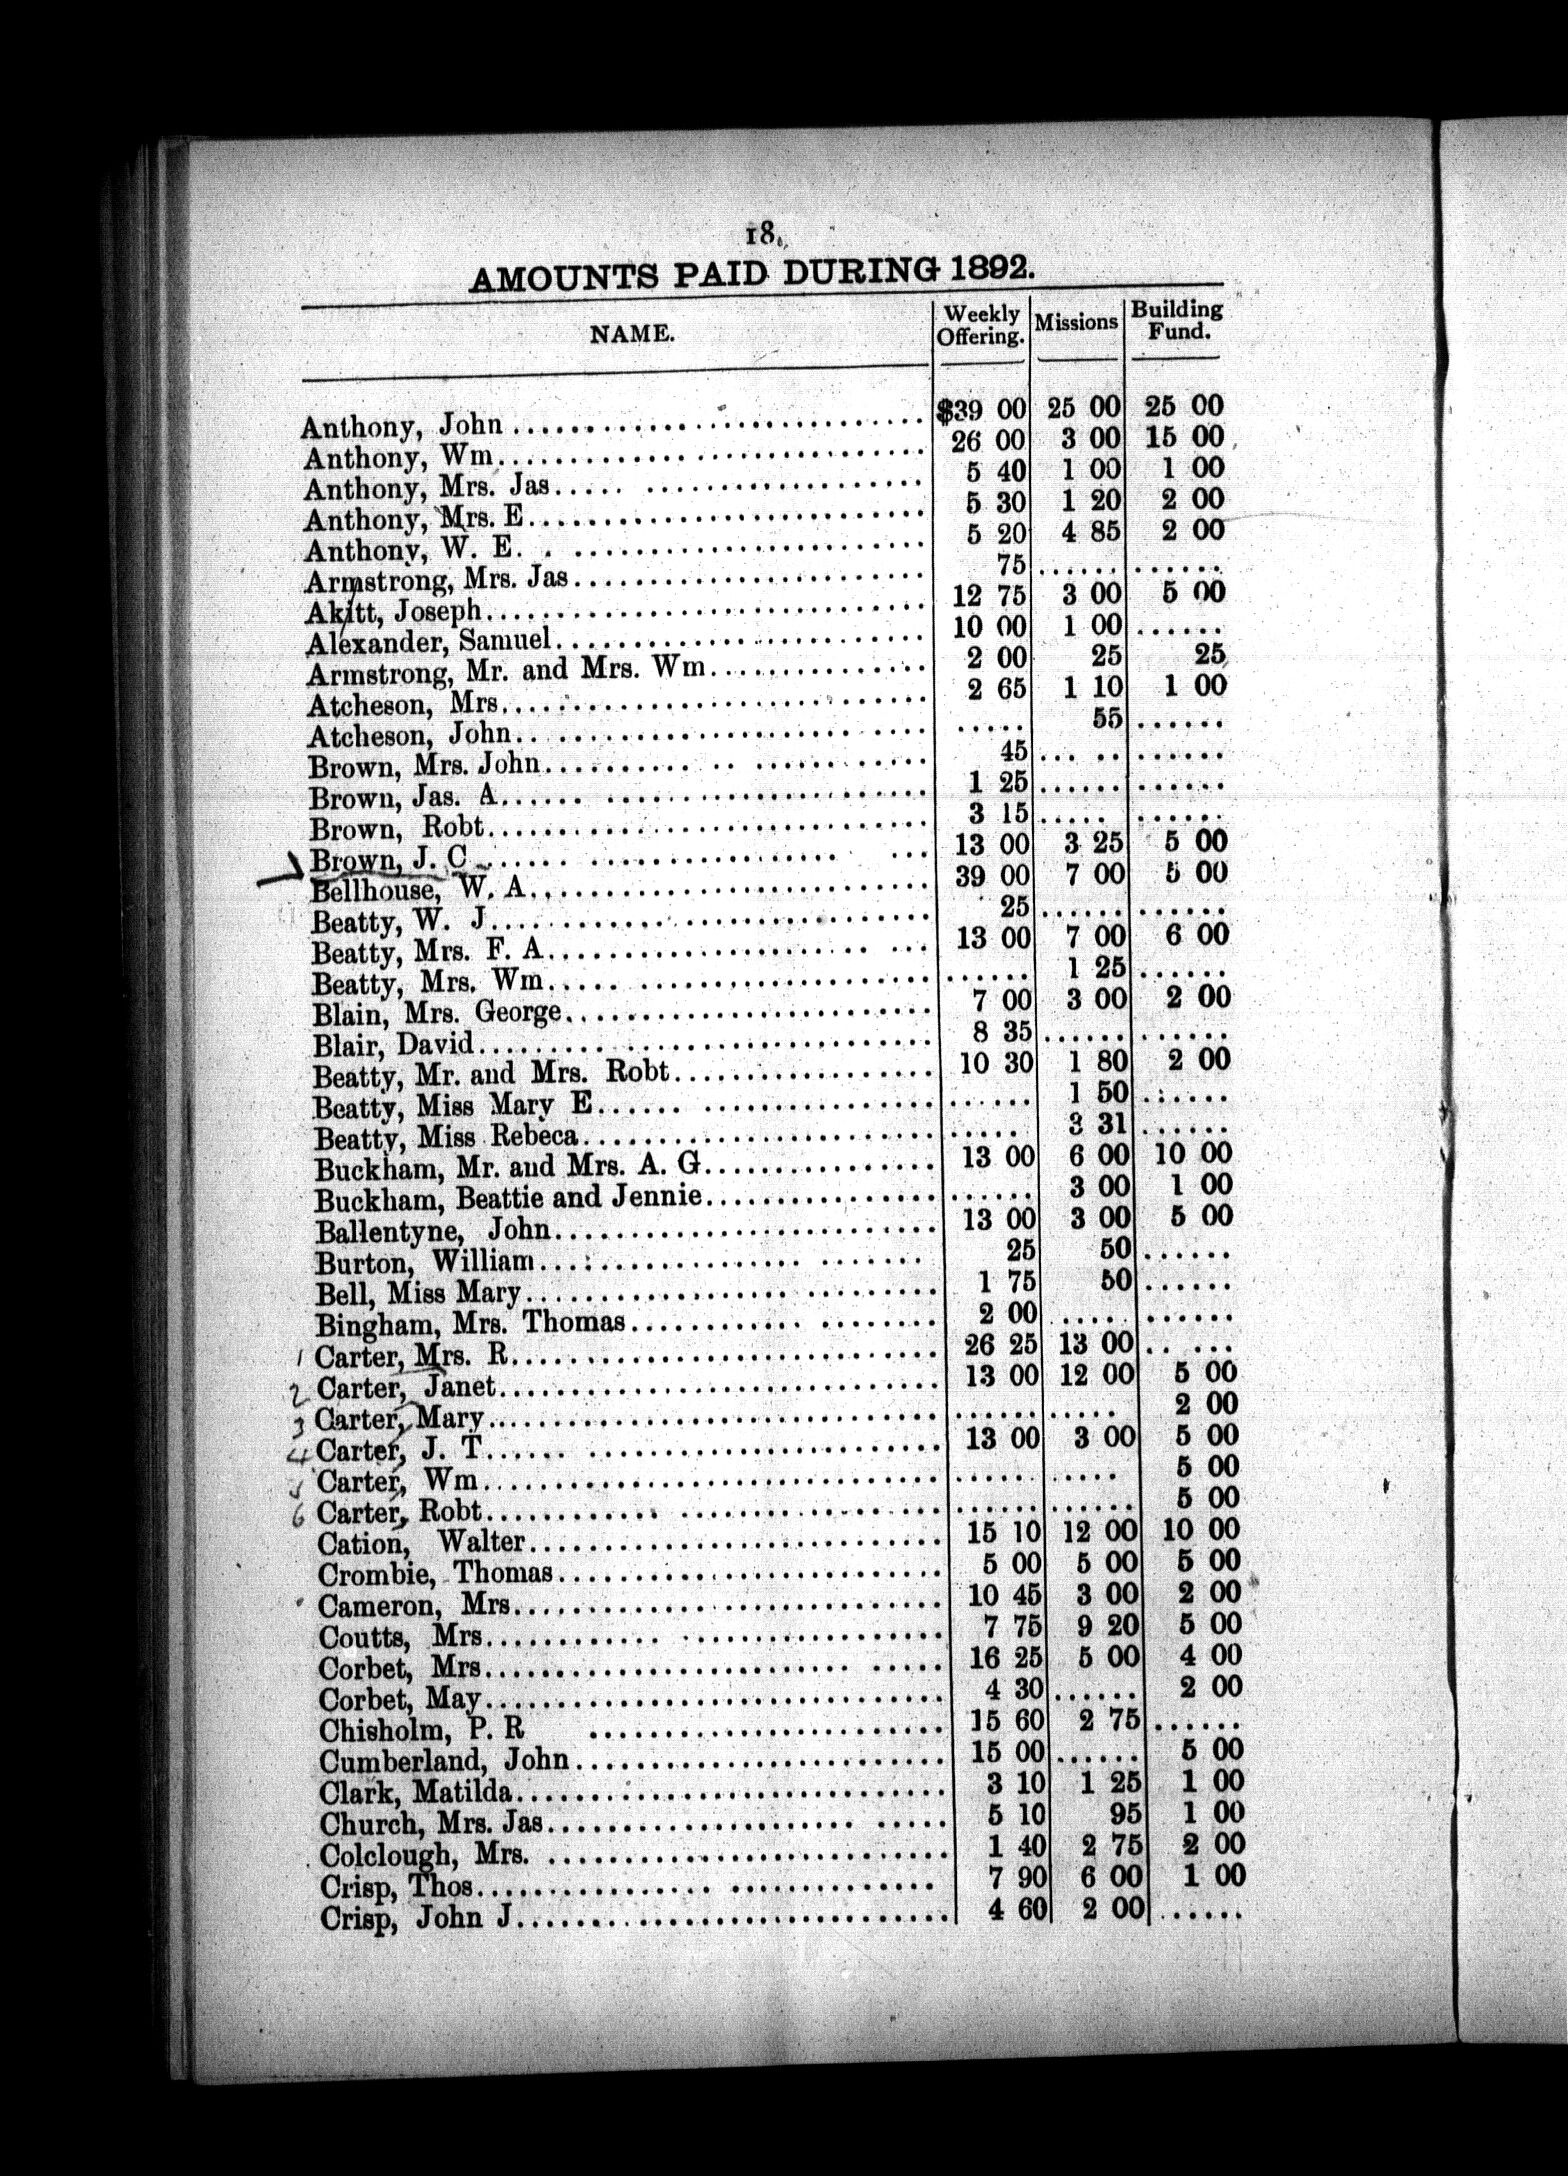 18.
AMOUNTS PAID DURING 1892.
NAME. Weekly Offering. Missions Building Fund.
Anthony, John $39 00 25 00 25 00
Anthony, Wm 26 00 3 00 15 00
Anthony, Mrs. Jas 5 40 1 00 1 00
Anthony, Mrs. E 5 30 1 20 2 00
Anthony, W. E. 5 20 4 85 2 00
Armstrong, Mrs. Jas 75
Akitt, Joseph 12 75 3 00 5 00
Alexander, Samuel 10 00 1 00
Armstrong, Mr. and Mrs. Wm 2 00 25 25
Atcheson, Mrs 2 65 1 10 1 00
Atcheson, John 55
Brown, Mrs. John 45
Brown, Jas. A 1 25
Brown, Robt 3 15
Brown, J. C 13 00 3 25 5 00
Bellhouse, W. A 39 00 7 00 5 00
Beatty, W. J 25
Beatty, Mrs. F. A 13 00 7 00 6 00
Beatty, Mrs. Wm 1 25
Blain, Mrs. George 7 00 3 00 2 00
Blair, David 8 35
Beatty, Mr. and Mrs. Robt 10 30 1 80 2 00
Beatty, Miss Mary E 1 50
Beatty, Miss Rebeca 3 31
Buckham, Mr. and Mrs. A. G 13 00 6 00 10 00
Buckham, Beattie and Jennie 3 00 1 00
Ballentyne, John 13 00 3 00 5 00
Burton, William 25 50
Bell, Miss Mary 1 75 50
Bingham, Mrs. Thomas 2 00
1 Carter, Mrs. R 26 25 13 00
2 Carter, Janet 13 00 12 00 5 00
3 Carter, Mary 2 00
4 Carter, J. T 13 00 3 00 5 00
5 Carter, Wm 5 00
6 Carter, Robt 5 00
Cation, Walter 15 10 12 00 10 00
Crombie, Thomas 5 00 5 00 5 00
Cameron, Mrs 10 45 3 00 2 00
Coutts, Mrs 7 75 9 20 5 00
Corbet, Mrs 16 25 5 00 4 00
Corbet, May 4 30 2 00
Chisholm, P. R 15 60 2 75
Cumberland, John 15 00 5 00
Clark, Matilda 3 10 1 25 1 00
Church, Mrs. Jas 5 10 95 1 00
Colclough, Mrs. 1 40 2 75 2 00
Crisp, Thos 7 90 6 00 1 00
Crisp, John J 4 60 2 00